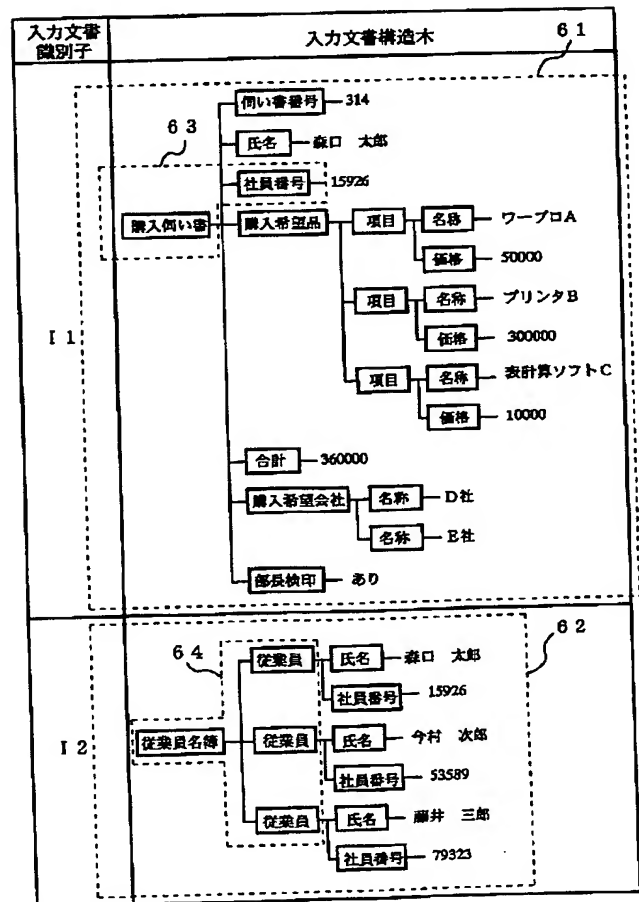 入力文書
識別子
入力文書構造木
61
伺い書番号 314
63
氏名 森口 太郎
社員番号 15926
購入伺い書 購入希望品 項目 名称 ワープロA
価格 50000
項目 名称 プリンタB
I1
価格 300000
項目 名称 表計算ソフトC
価格 10000
合計 360000
購入希望会社 名称 D社
名称 E社
部長検印 あり
62
64
従業員 氏名 森口 太郎
社員番号 15926
I2
従業員名簿 従業員 氏名 今村 次郎
社員番号 53589
従業員 氏名 藤井 三郎
社員番号 79323